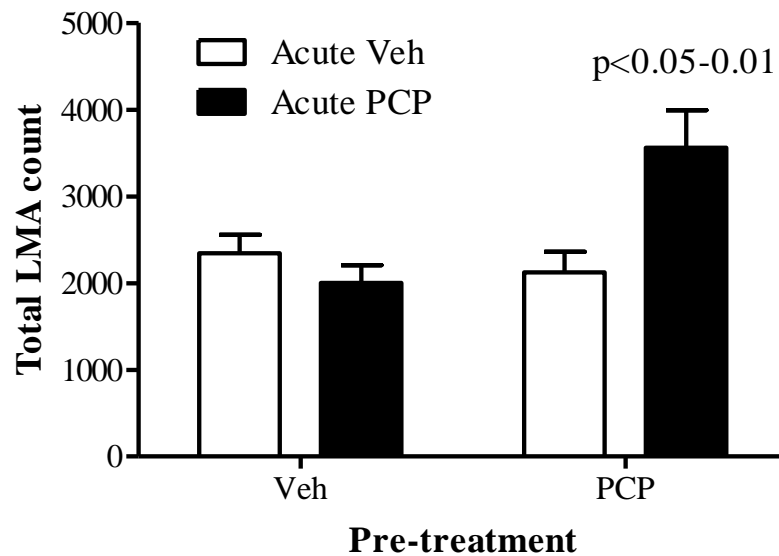 5000
4000
3000
2000
1000
0
Total LMA count
Acute Veh
Acute PCP
p<0.05-0.01
Veh
PCP
Pre-treatment